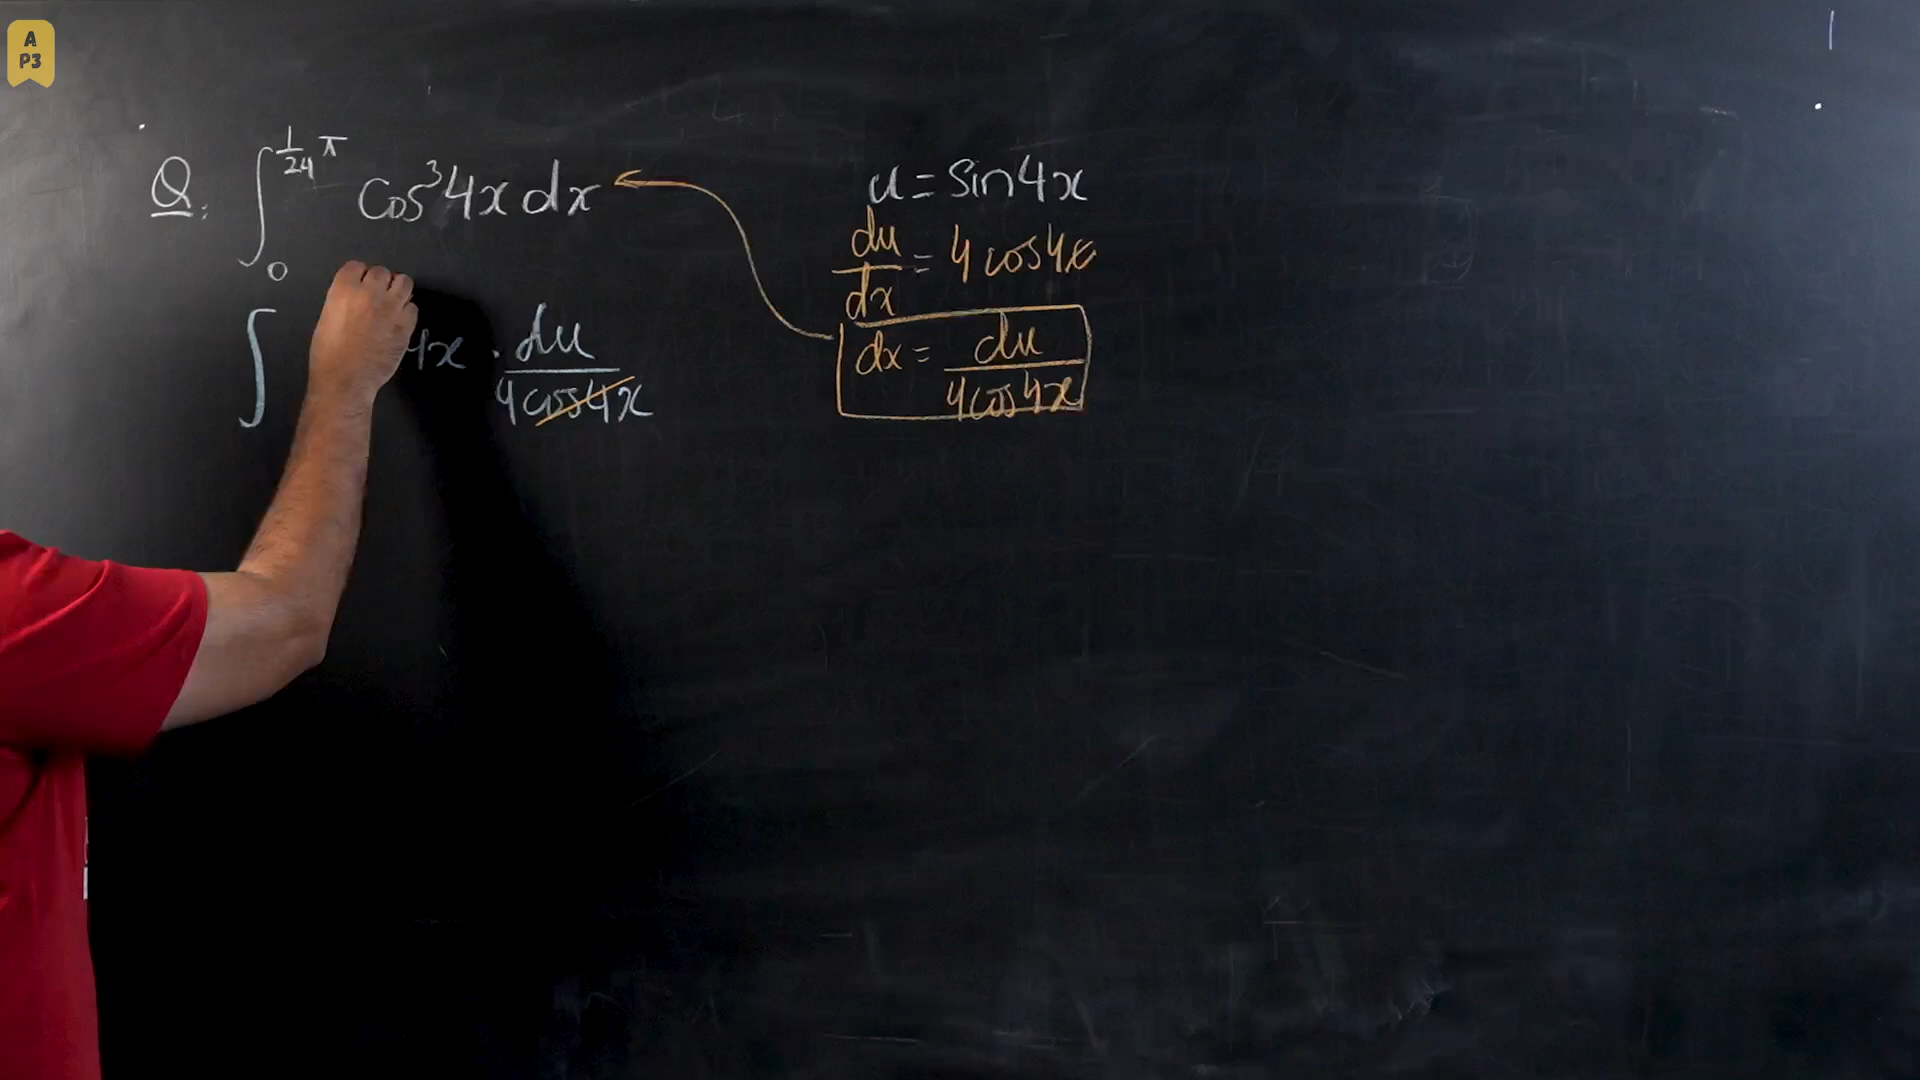 A
P3
Q: ∫₀^(1/24 π) cos³4x dx
u = sin4x
du/dx = 4cos4x
dx = du/4cos4x
∫ 4x · du/4cos4x